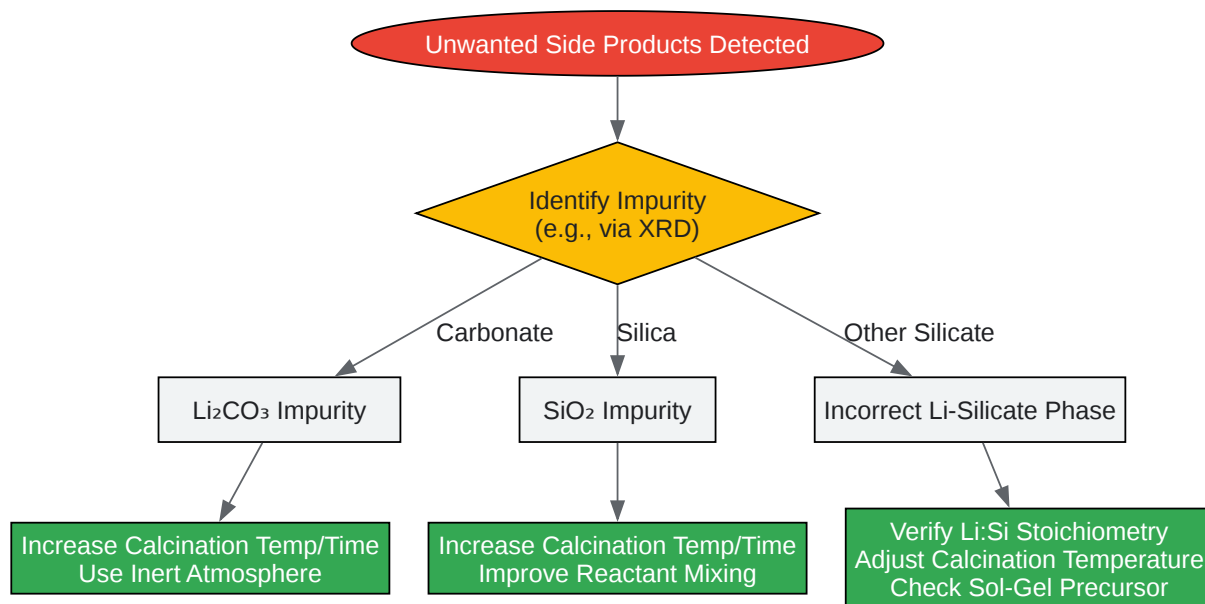 Unwanted Side Products Detected
Identify Impurity
(e.g., via XRD)
Carbonate
Silica
Other Silicate
Li₂CO₃ Impurity
SiO₂ Impurity
Incorrect Li-Silicate Phase
Increase Calcination Temp/Time
Use Inert Atmosphere
Increase Calcination Temp/Time
Improve Reactant Mixing
Verify Li:Si Stoichiometry
Adjust Calcination Temperature
Check Sol-Gel Precursor